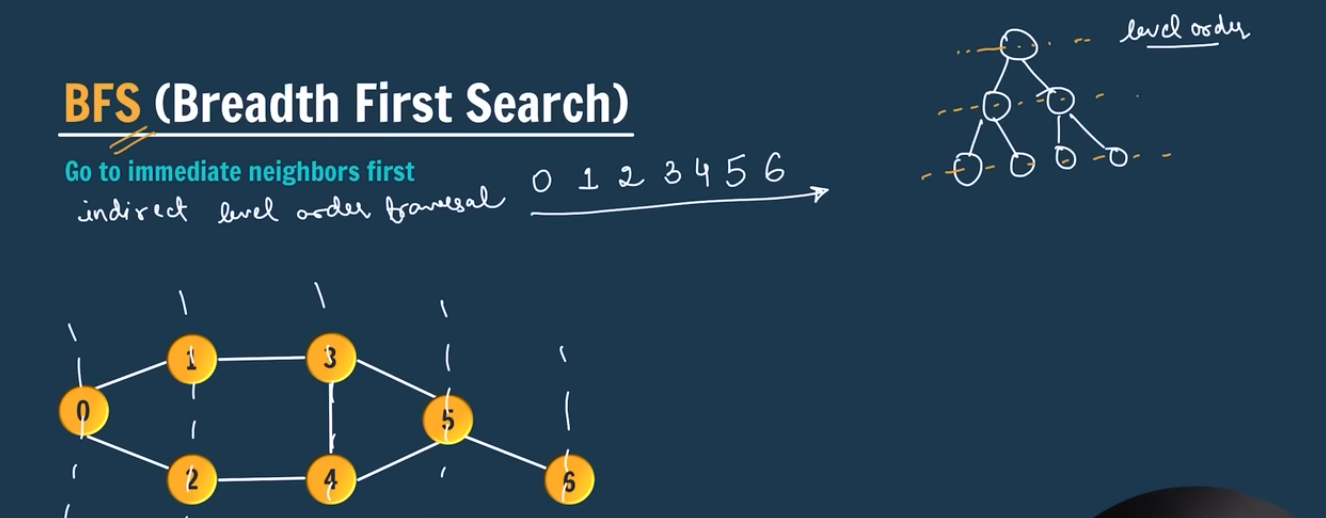 level order
BFS (Breadth First Search)
Go to immediate neighbors first
0 1 2 3 4 5 6
indirect level order traversal
1
3
0
5
2
4
6